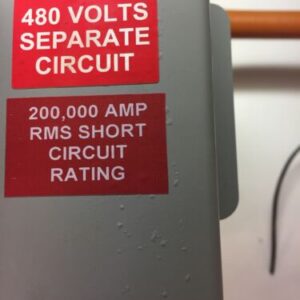 480 VOLTS
SEPARATE
CIRCUIT
200,000 AMP
RMS SHORT
CIRCUIT
RATING